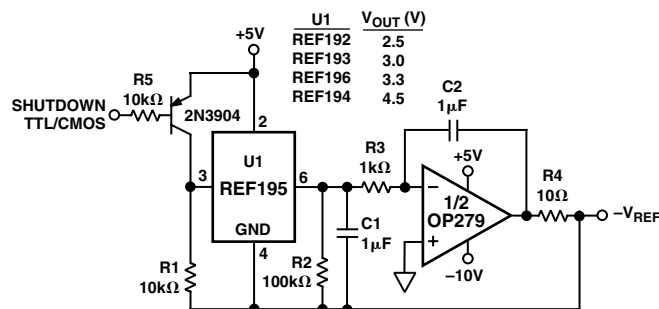 U1 VOUT (V)
REF192 2.5
REF193 3.0
REF196 3.3
REF194 4.5
+5V
R5
10kΩ
SHUTDOWN
TTL/CMOS
2N3904
2
U1
REF195
GND
3
6
4
R1
10kΩ
R2
100kΩ
C1
1µF
R3
1kΩ
C2
1µF
+5V
–
1/2
OP279
+
–10V
R4
10Ω
–VREF